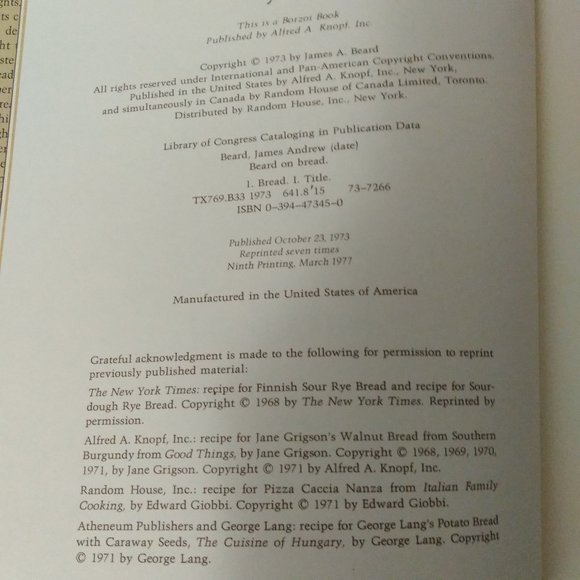 This is a Borzoi Book
Published by Alfred A. Knopf, Inc.
Copyright © 1973 by James A. Beard
All rights reserved under International and Pan-American Copyright Conventions.
Published in the United States by Alfred A. Knopf, Inc., New York,
and simultaneously in Canada by Random House of Canada Limited, Toronto.
Distributed by Random House, Inc., New York.
Library of Congress Cataloging in Publication Data
Beard, James Andrew (date)
Beard on bread.
1. Bread. I. Title.
TX769.B33 1973 641.8'15 73-7266
ISBN 0-394-47345-0
Published October 23, 1973
Reprinted seven times
Ninth Printing, March 1977
Manufactured in the United States of America
Grateful acknowledgment is made to the following for permission to reprint
previously published material:
The New York Times: recipe for Finnish Sour Rye Bread and recipe for Sour-
dough Rye Bread. Copyright © 1968 by The New York Times. Reprinted by
permission.
Alfred A. Knopf, Inc.: recipe for Jane Grigson's Walnut Bread from Southern
Burgundy from Good Things, by Jane Grigson. Copyright © 1968, 1969, 1970,
1971, by Jane Grigson. Copyright © 1971 by Alfred A. Knopf, Inc.
Random House, Inc.: recipe for Pizza Caccia Nanza from Italian Family
Cooking, by Edward Giobbi. Copyright © 1971 by Edward Giobbi.
Atheneum Publishers and George Lang: recipe for George Lang's Potato Bread
with Caraway Seeds, The Cuisine of Hungary, by George Lang. Copyright
© 1971 by George Lang.